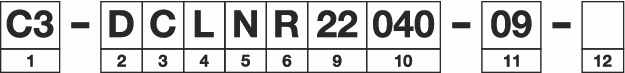 C3 - D C L N R 22 040 - 09 -
1 2 3 4 5 6 9 10 11 12